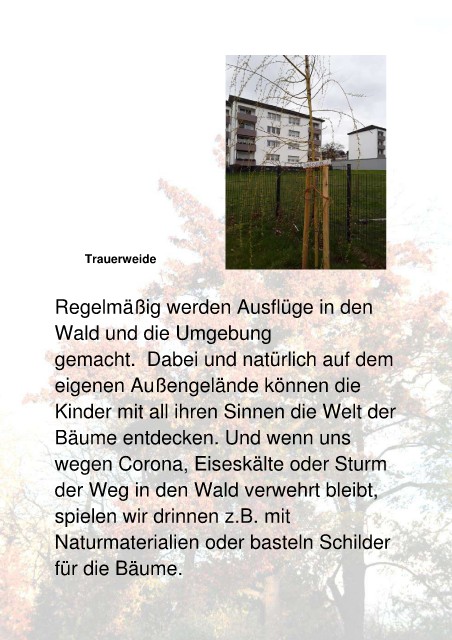 Trauerweide
Regelmäßig werden Ausflüge in den
Wald und die Umgebung
gemacht.  Dabei und natürlich auf dem
eigenen Außengelände können die
Kinder mit all ihren Sinnen die Welt der
Bäume entdecken. Und wenn uns
wegen Corona, Eiseskälte oder Sturm
der Weg in den Wald verwehrt bleibt,
spielen wir drinnen z.B. mit
Naturmaterialien oder basteln Schilder
für die Bäume.